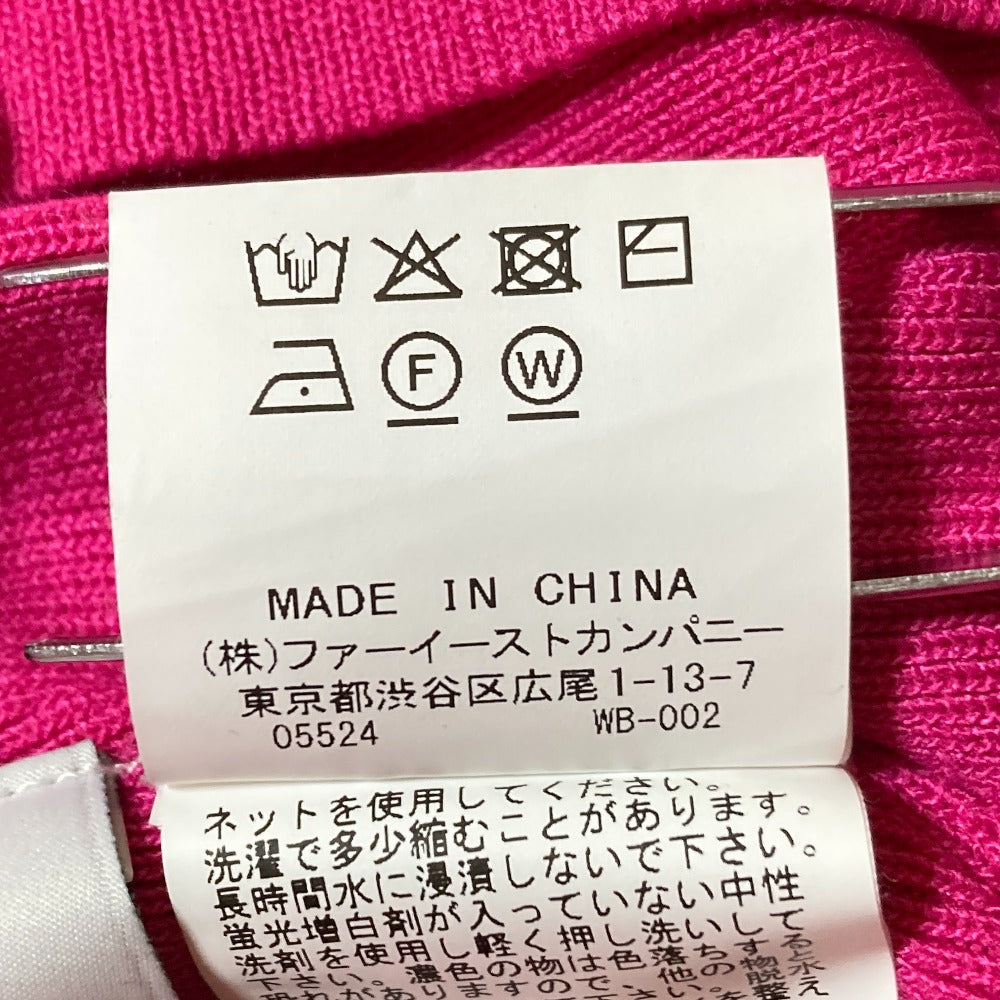 F W
MADE IN CHINA
(株)ファーイーストカンパニー
東京都渋谷区広尾1-13-7
05524 WB-002
ネットを使用してください。
洗濯で多少縮むことがあります。
長時間水に浸漬しないで下さい。
蛍光増白剤が入っていない中性
洗剤を使用し軽く押し洗いして